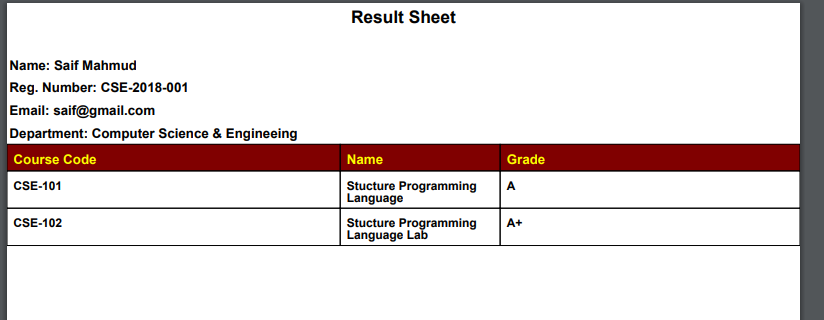 Result Sheet
Name: Saif Mahmud
Reg. Number: CSE-2018-001
Email: saif@gmail.com
Department: Computer Science & Engineeing
Course Code Name Grade
CSE-101 Stucture Programming A
Language
CSE-102 Stucture Programming A+
Language Lab